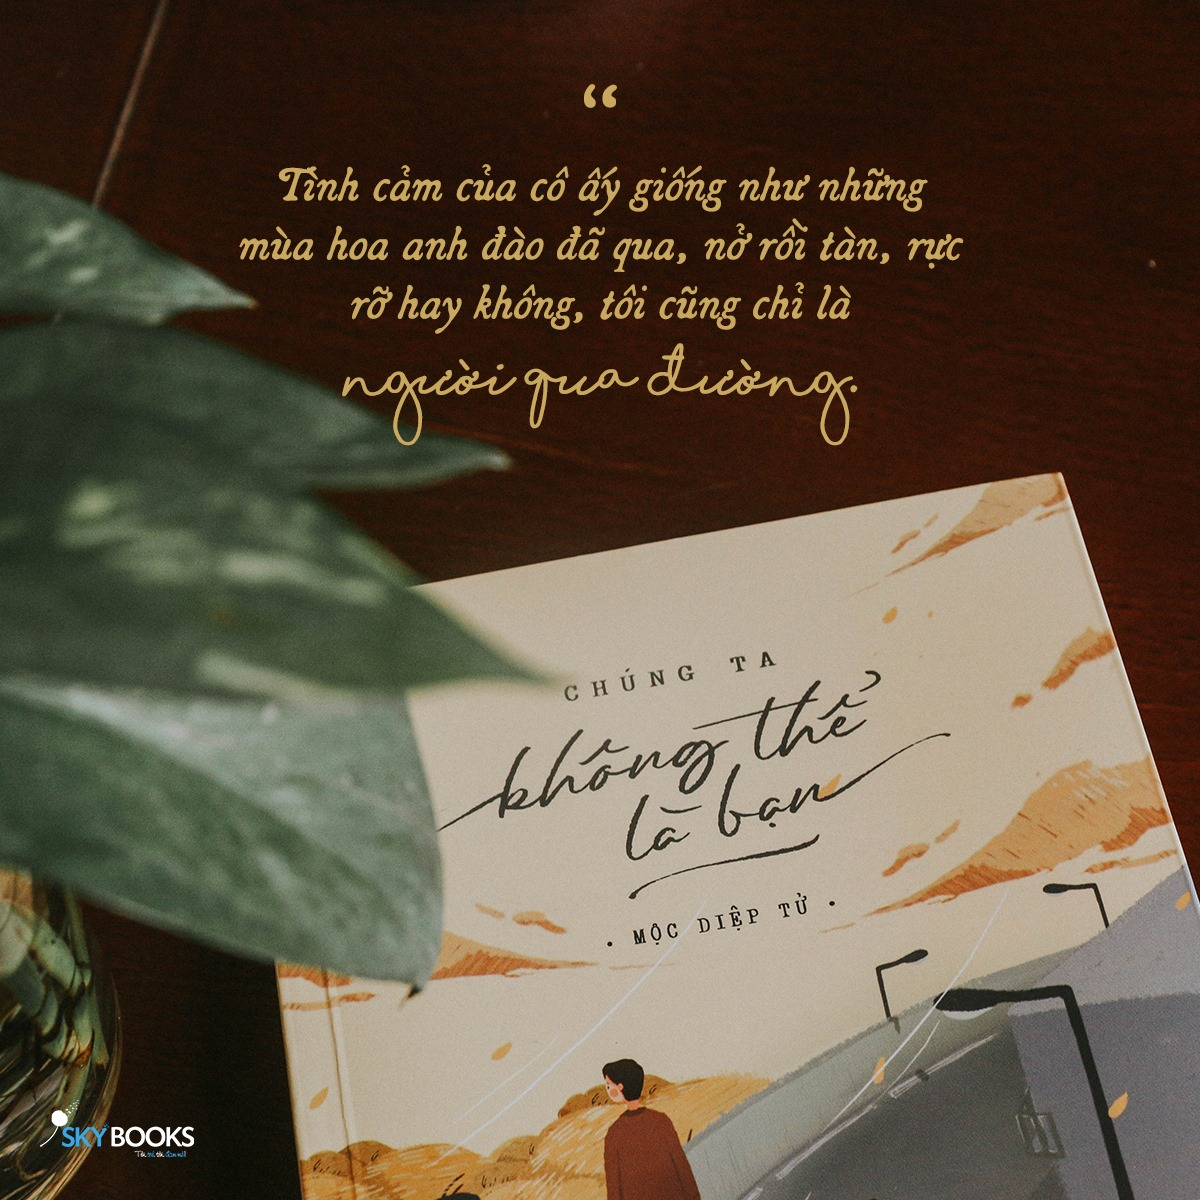 “
Tình cảm của cô ấy giống như những
mùa hoa anh đào đã qua, nở rồi tàn, rực
rỡ hay không, tôi cũng chỉ là
người qua đường.
CHÚNG TA
không thể
là bạn
• MỘC DIỆP TỬ •
SKYBOOKS